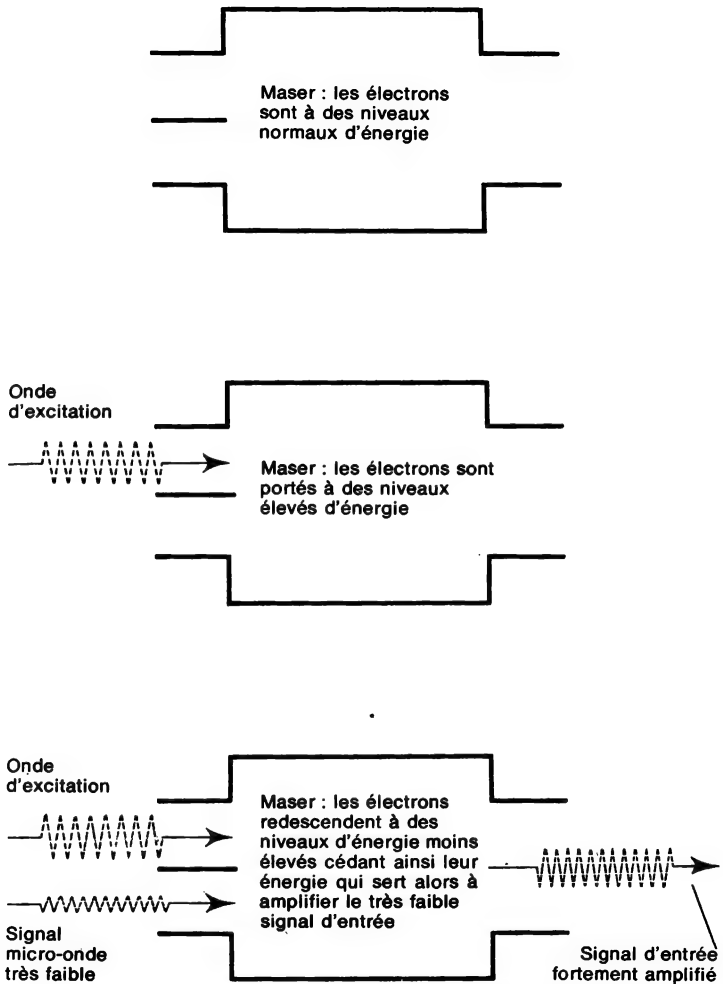 Maser : les électrons
sont à des niveaux
normaux d'énergie
Onde
d'excitation
Maser : les électrons sont
portés à des niveaux
élevés d'énergie
Onde
d'excitation
Maser : les électrons
redescendent à des
niveaux d'énergie moins
élevés cédant ainsi leur
énergie qui sert alors à
amplifier le très faible
signal d'entrée
Signal
micro-onde
très faible
Signal d'entrée
fortement amplifié